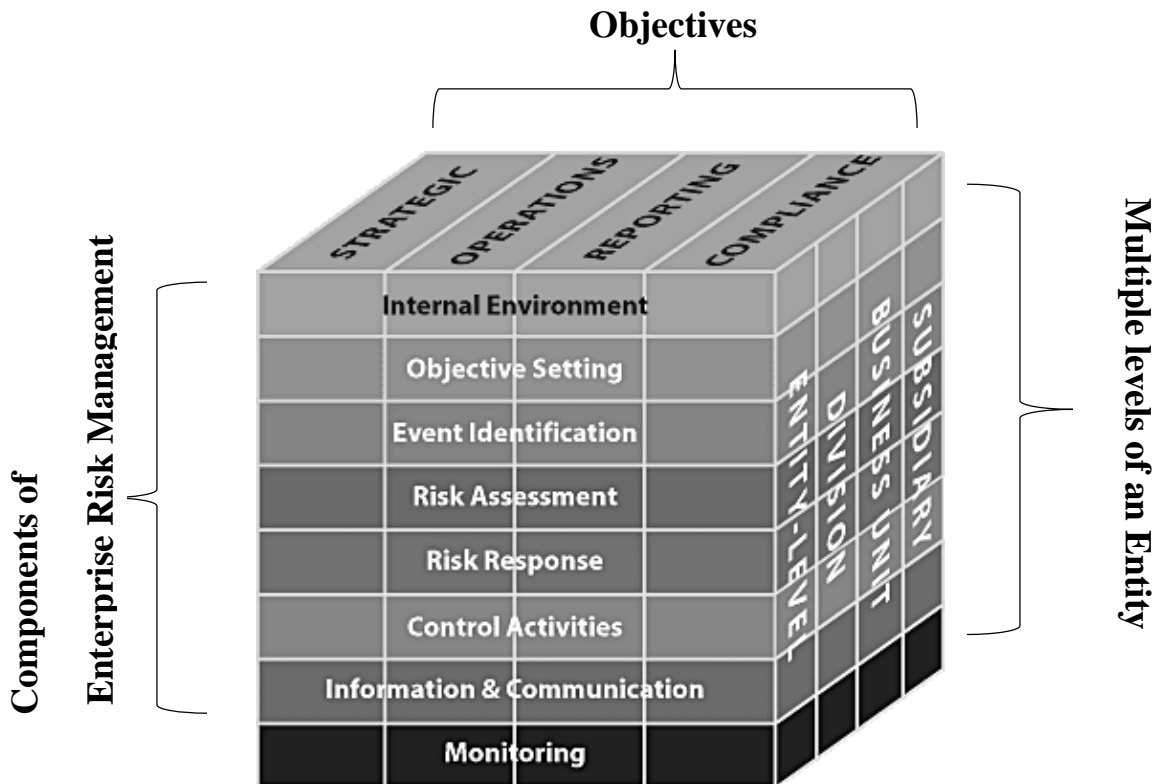 Objectives
STRATEGIC
OPERATIONS
REPORTING
COMPLIANCE
Internal Environment
Objective Setting
Event Identification
Risk Assessment
Risk Response
Control Activities
Information & Communication
Monitoring
ENTITY-LEVEL
DIVISION
BUSINESS UNIT
SUBSIDIARY
Components of
Enterprise Risk Management
Multiple levels of an Entity